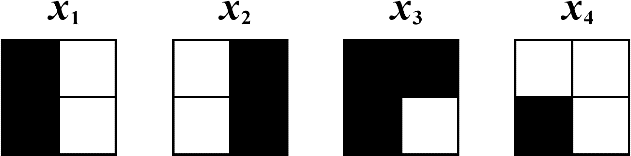 x₁ x₂ x₃ x₄